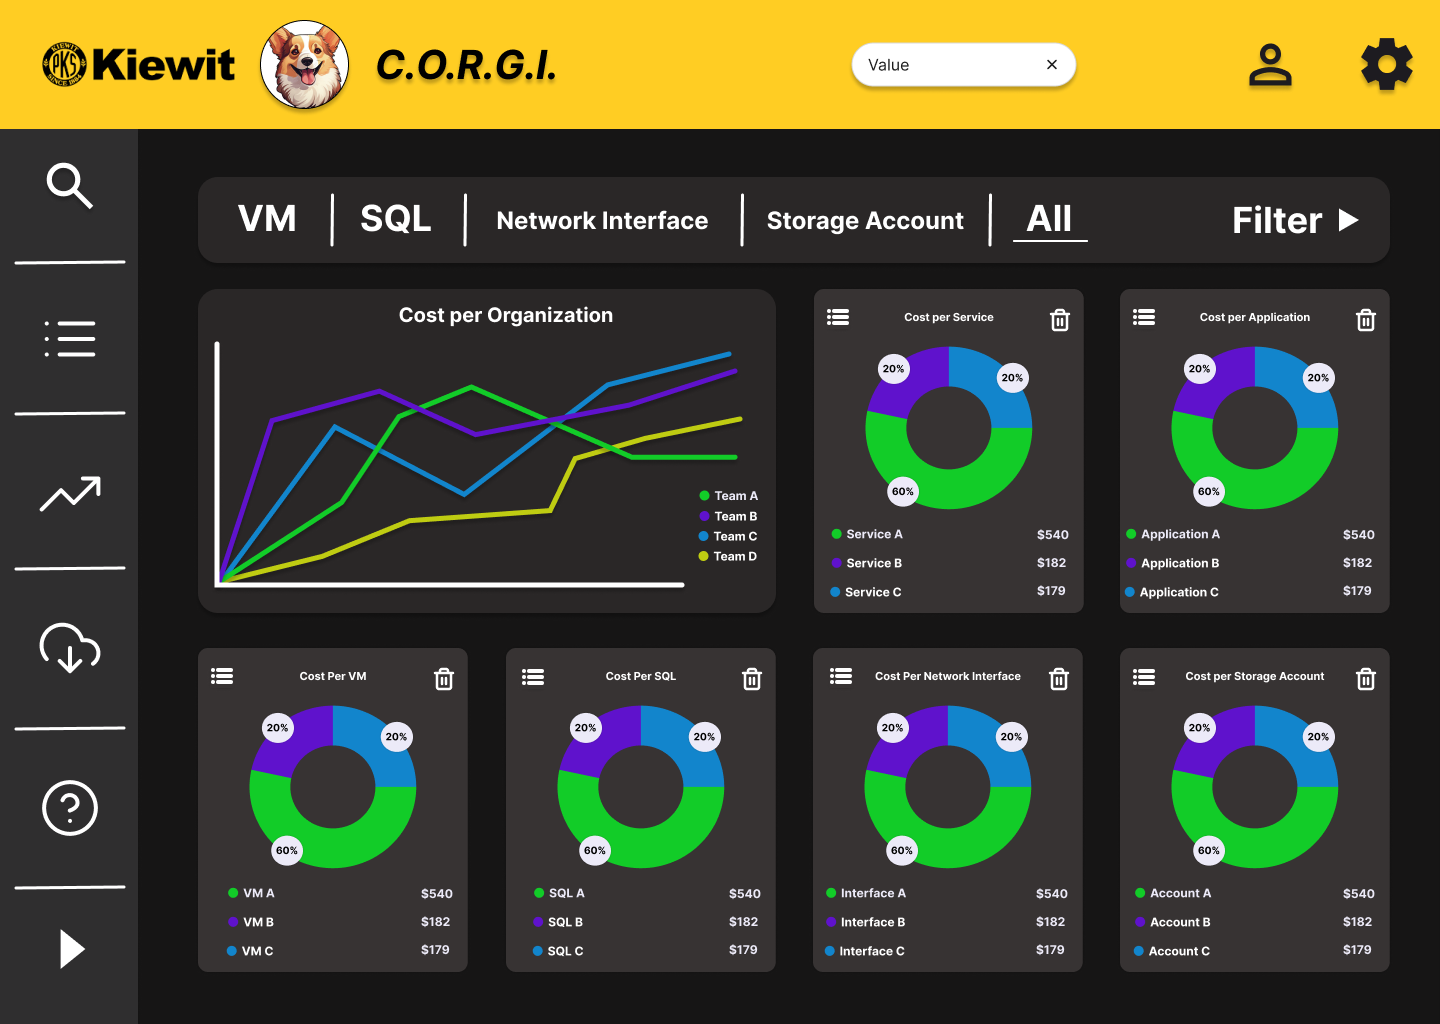 KIEWIT
PKS
SINCE 1884
Kiewit
C.O.R.G.I.
Value
VM
SQL
Network Interface
Storage Account
All
Filter
Cost per Organization
Team A
Team B
Team C
Team D
Cost per Service
20%
20%
60%
Service A $540
Service B $182
Service C $179
Cost per Application
20%
20%
60%
Application A $540
Application B $182
Application C $179
Cost Per VM
20%
20%
60%
VM A $540
VM B $182
VM C $179
Cost Per SQL
20%
20%
60%
SQL A $540
SQL B $182
SQL C $179
Cost Per Network Interface
20%
20%
60%
Interface A $540
Interface B $182
Interface C $179
Cost per Storage Account
20%
20%
60%
Account A $540
Account B $182
Account C $179